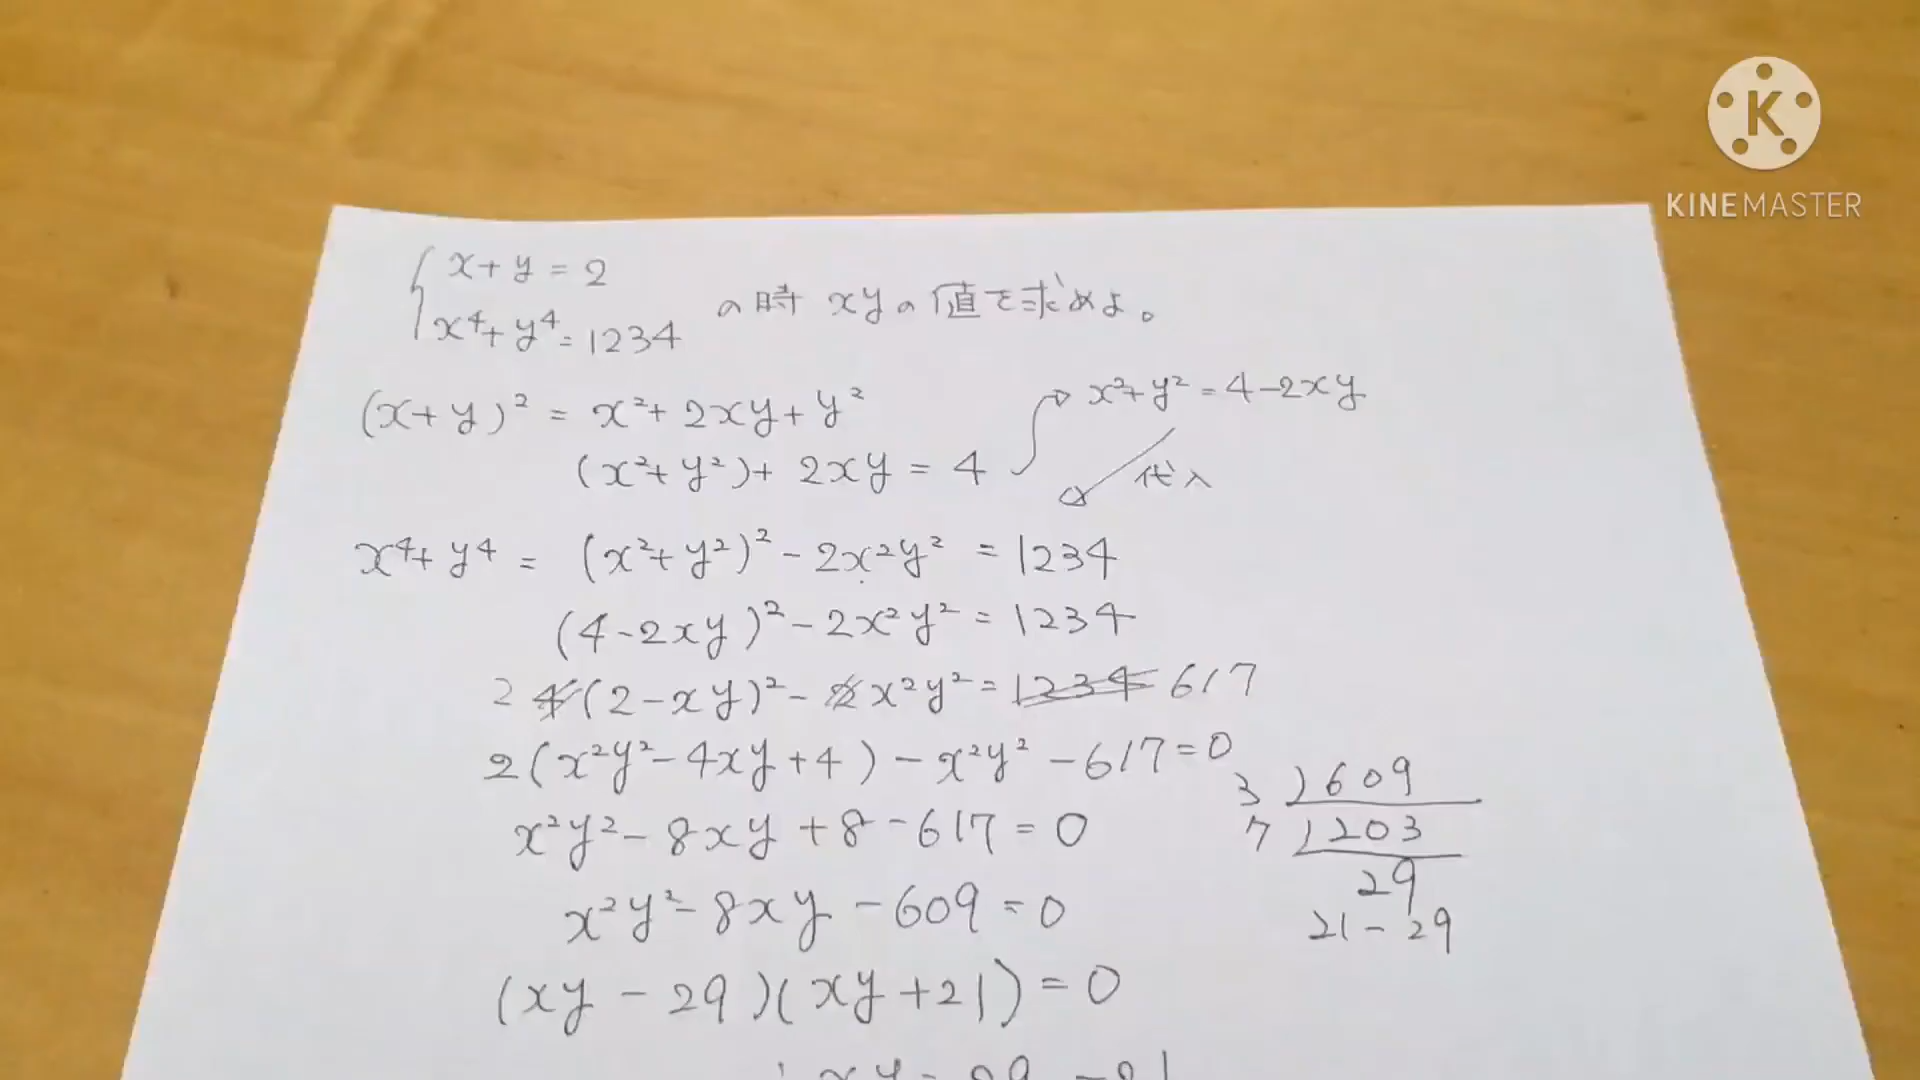 KINEMASTER
x+y=2
x⁴+y⁴=1234
の時 xyの値を求めよ。
(x+y)² = x²+2xy+y²
(x²+y²)+2xy=4
x²+y²=4-2xy
代入
x⁴+y⁴ = (x²+y²)²-2x²y² =1234
(4-2xy)²-2x²y²=1234
2 4(2-xy)²-2x²y²=1234 617
2(x²y²-4xy+4)-x²y²-617=0
x²y²-8xy+8-617=0
x²y²-8xy-609=0
(xy-29)(xy+21)=0
3)609
7)203
29
21-29